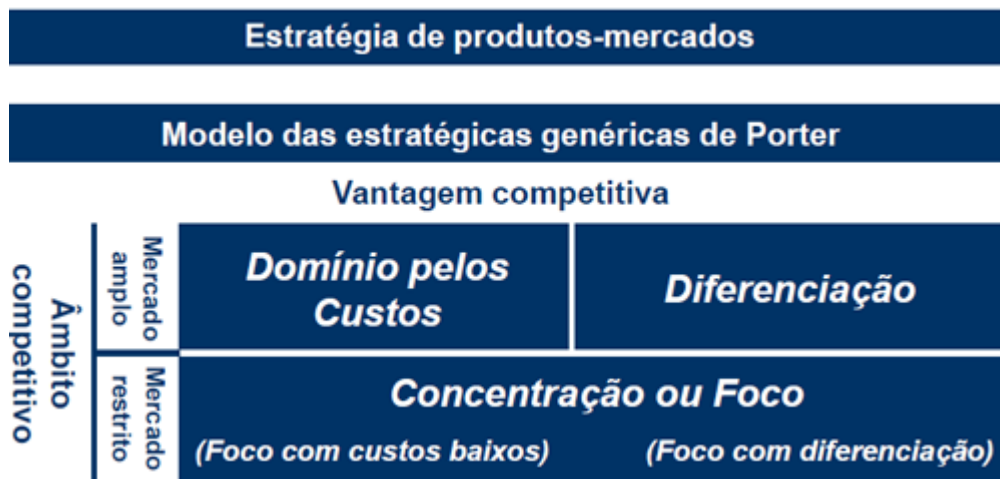 Estratégia de produtos-mercados
Modelo das estratégicas genéricas de Porter
Vantagem competitiva
Âmbito
competitivo
Mercado
amplo
Domínio pelos
Custos
Diferenciação
Mercado
restrito
Concentração ou Foco
(Foco com custos baixos)
(Foco com diferenciação)